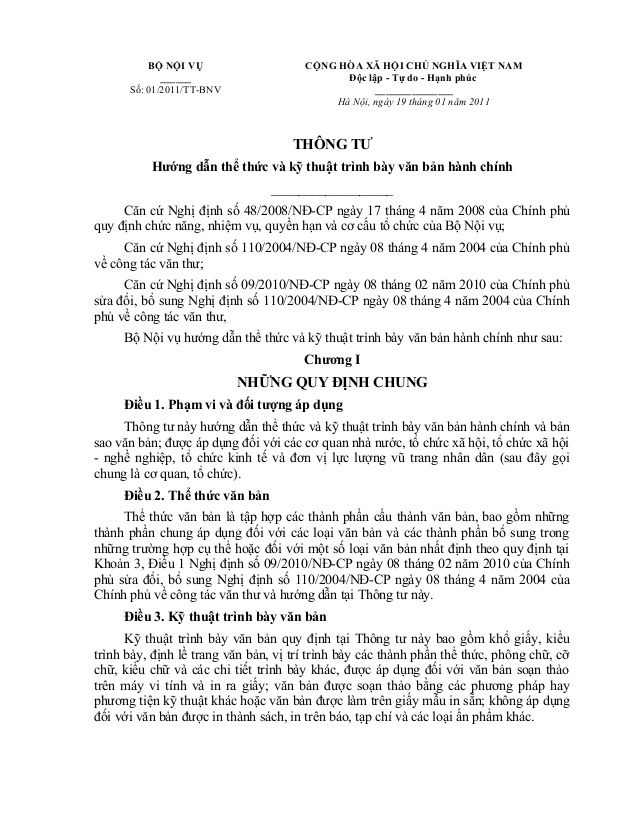 BỘ NỘI VỤ
Số: 01/2011/TT-BNV
CỘNG HÒA XÃ HỘI CHỦ NGHĨA VIỆT NAM
Độc lập - Tự do - Hạnh phúc
Hà Nội, ngày 19 tháng 01 năm 2011
THÔNG TƯ
Hướng dẫn thể thức và kỹ thuật trình bày văn bản hành chính
Căn cứ Nghị định số 48/2008/NĐ-CP ngày 17 tháng 4 năm 2008 của Chính phủ
quy định chức năng, nhiệm vụ, quyền hạn và cơ cấu tổ chức của Bộ Nội vụ;
Căn cứ Nghị định số 110/2004/NĐ-CP ngày 08 tháng 4 năm 2004 của Chính phủ
về công tác văn thư;
Căn cứ Nghị định số 09/2010/NĐ-CP ngày 08 tháng 02 năm 2010 của Chính phủ
sửa đổi, bổ sung Nghị định số 110/2004/NĐ-CP ngày 08 tháng 4 năm 2004 của Chính
phủ về công tác văn thư,
Bộ Nội vụ hướng dẫn thể thức và kỹ thuật trình bày văn bản hành chính như sau:
Chương I
NHỮNG QUY ĐỊNH CHUNG
Điều 1. Phạm vi và đối tượng áp dụng
Thông tư này hướng dẫn thể thức và kỹ thuật trình bày văn bản hành chính và bản
sao văn bản; được áp dụng đối với các cơ quan nhà nước, tổ chức xã hội, tổ chức xã hội
- nghề nghiệp, tổ chức kinh tế và đơn vị lực lượng vũ trang nhân dân (sau đây gọi
chung là cơ quan, tổ chức).
Điều 2. Thể thức văn bản
Thể thức văn bản là tập hợp các thành phần cấu thành văn bản, bao gồm những
thành phần chung áp dụng đối với các loại văn bản và các thành phần bổ sung trong
những trường hợp cụ thể hoặc đối với một số loại văn bản nhất định theo quy định tại
Khoản 3, Điều 1 Nghị định số 09/2010/NĐ-CP ngày 08 tháng 02 năm 2010 của Chính
phủ sửa đổi, bổ sung Nghị định số 110/2004/NĐ-CP ngày 08 tháng 4 năm 2004 của
Chính phủ về công tác văn thư và hướng dẫn tại Thông tư này.
Điều 3. Kỹ thuật trình bày văn bản
Kỹ thuật trình bày văn bản quy định tại Thông tư này bao gồm khổ giấy, kiểu
trình bày, định lề trang văn bản, vị trí trình bày các thành phần thể thức, phông chữ, cỡ
chữ, kiểu chữ và các chi tiết trình bày khác, được áp dụng đối với văn bản soạn thảo
trên máy vi tính và in ra giấy; văn bản được soạn thảo bằng các phương pháp hay
phương tiện kỹ thuật khác hoặc văn bản được làm trên giấy mẫu in sẵn; không áp dụng
đối với văn bản được in thành sách, in trên báo, tạp chí và các loại ấn phẩm khác.